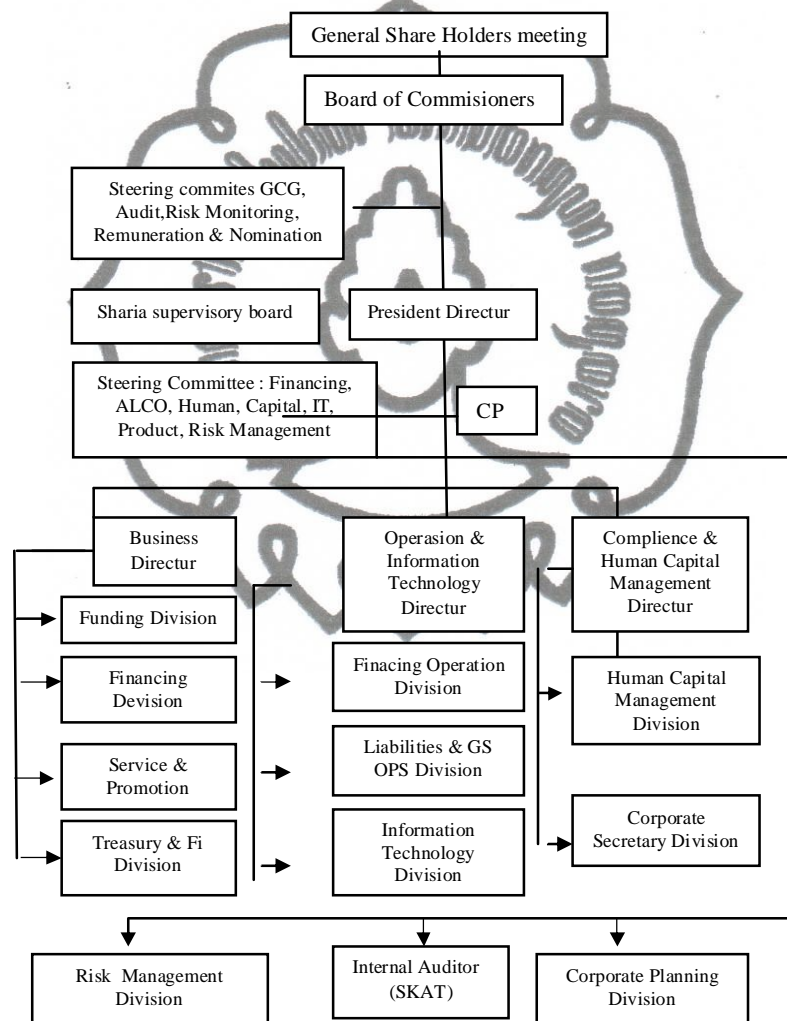 General Share Holders meeting
Board of Commisioners
Steering commites GCG,
Audit,Risk Monitoring,
Remuneration & Nomination
Sharia supervisory board
President Directur
Steering Committee : Financing,
ALCO, Human, Capital, IT,
Product, Risk Management
CP
Business
Directur
Operasion &
Information
Technology
Directur
Complience &
Human Capital
Management
Directur
Funding Division
Financing
Devision
Service &
Promotion
Treasury & Fi
Division
Finacing Operation
Division
Liabilities & GS
OPS Division
Information
Technology
Division
Human Capital
Management
Division
Corporate
Secretary Division
Risk Management
Division
Internal Auditor
(SKAT)
Corporate Planning
Division